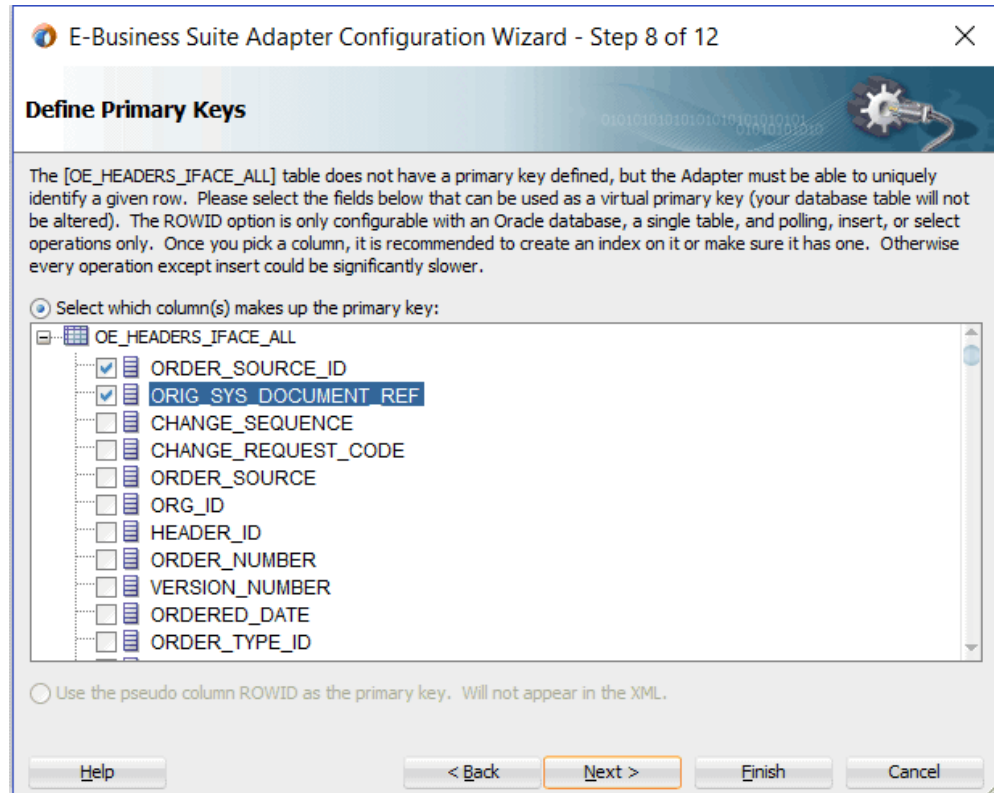 E-Business Suite Adapter Configuration Wizard - Step 8 of 12
Define Primary Keys
The [OE_HEADERS_IFACE_ALL] table does not have a primary key defined, but the Adapter must be able to uniquely
identify a given row.  Please select the fields below that can be used as a virtual primary key (your database table will not
be altered).  The ROWID option is only configurable with an Oracle database, a single table, and polling, insert, or select
operations only.  Once you pick a column, it is recommended to create an index on it or make sure it has one.  Otherwise
every operation except insert could be significantly slower.
Select which column(s) makes up the primary key:
OE_HEADERS_IFACE_ALL
ORDER_SOURCE_ID
ORIG_SYS_DOCUMENT_REF
CHANGE_SEQUENCE
CHANGE_REQUEST_CODE
ORDER_SOURCE
ORG_ID
HEADER_ID
ORDER_NUMBER
VERSION_NUMBER
ORDERED_DATE
ORDER_TYPE_ID
Use the pseudo column ROWID as the primary key.  Will not appear in the XML.
Help
< Back
Next >
Finish
Cancel